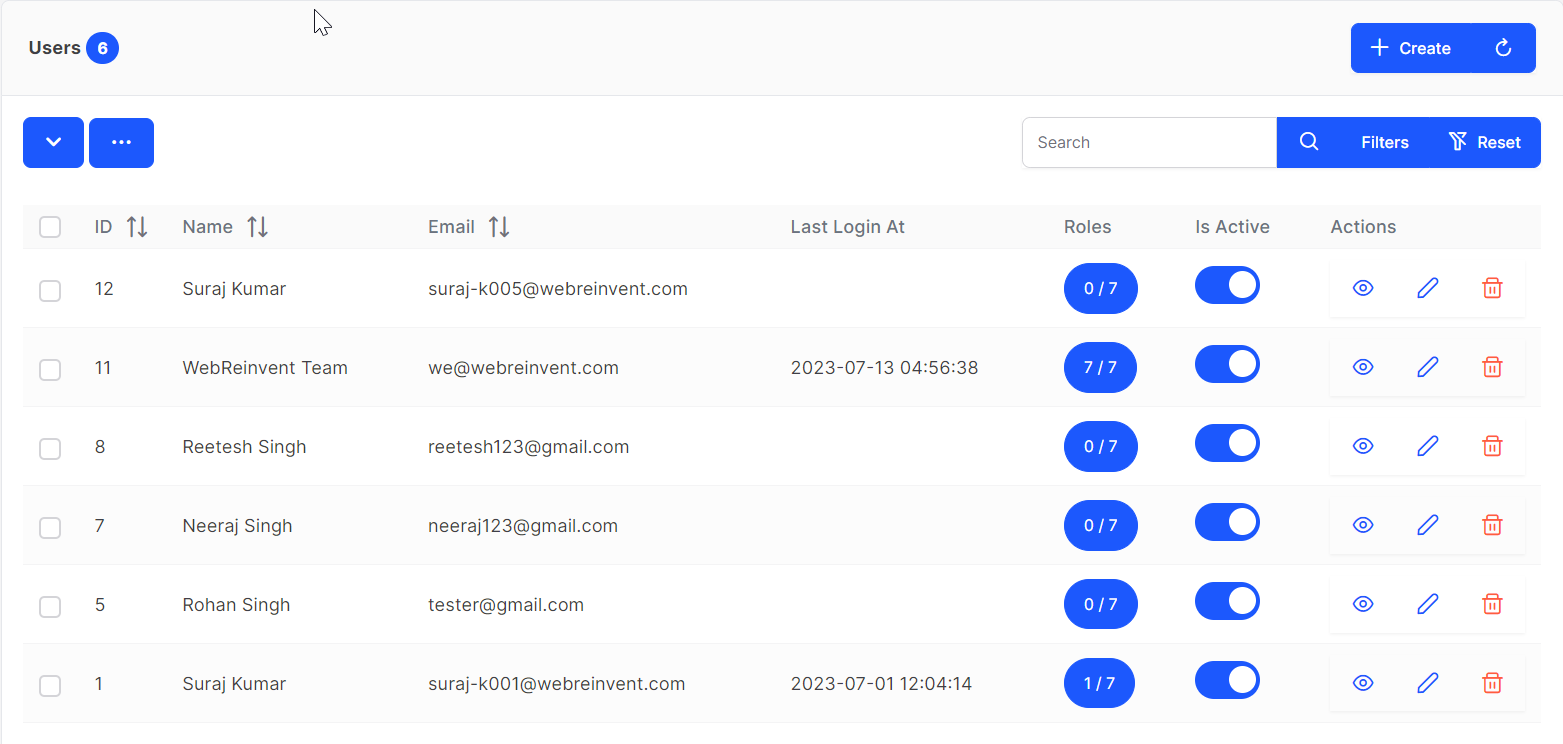 Users 6 Create
Search Filters Reset
ID Name Email Last Login At Roles Is Active Actions
12 Suraj Kumar suraj-k005@webreinvent.com 0 / 7
11 WebReinvent Team we@webreinvent.com 2023-07-13 04:56:38 7 / 7
8 Reetesh Singh reetesh123@gmail.com 0 / 7
7 Neeraj Singh neeraj123@gmail.com 0 / 7
5 Rohan Singh tester@gmail.com 0 / 7
1 Suraj Kumar suraj-k001@webreinvent.com 2023-07-01 12:04:14 1 / 7